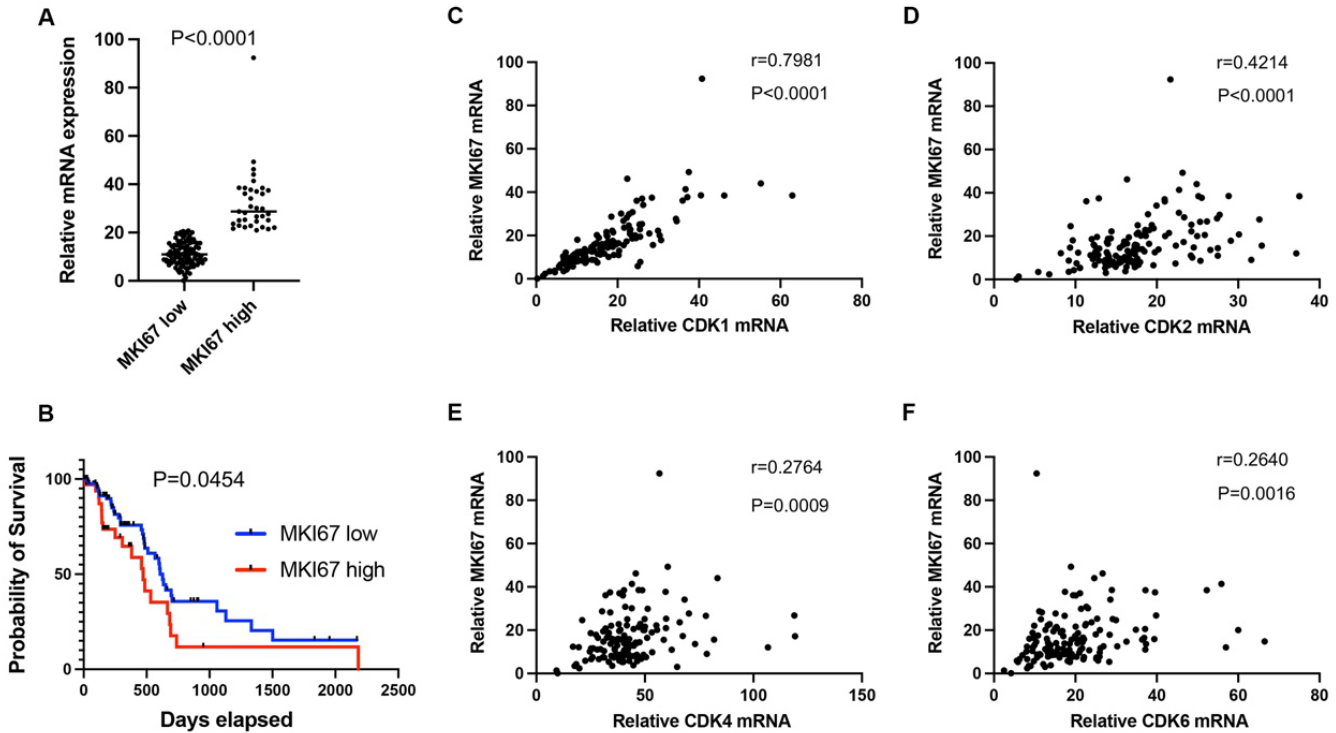 A
P<0.0001
Relative mRNA expression
100
80
60
40
20
0
MKI67 low
MKI67 high
B
P=0.0454
Probability of Survival
100
50
0
MKI67 low
MKI67 high
0 500 1000 1500 2000 2500
Days elapsed
C
r=0.7981
P<0.0001
Relative MKI67 mRNA
100
80
60
40
20
0
0 20 40 60 80
Relative CDK1 mRNA
D
r=0.4214
P<0.0001
Relative MKI67 mRNA
100
80
60
40
20
0
0 10 20 30 40
Relative CDK2 mRNA
E
r=0.2764
P=0.0009
Relative MKI67 mRNA
100
80
60
40
20
0
0 50 100 150
Relative CDK4 mRNA
F
r=0.2640
P=0.0016
Relative MKI67 mRNA
100
80
60
40
20
0
0 20 40 60 80
Relative CDK6 mRNA